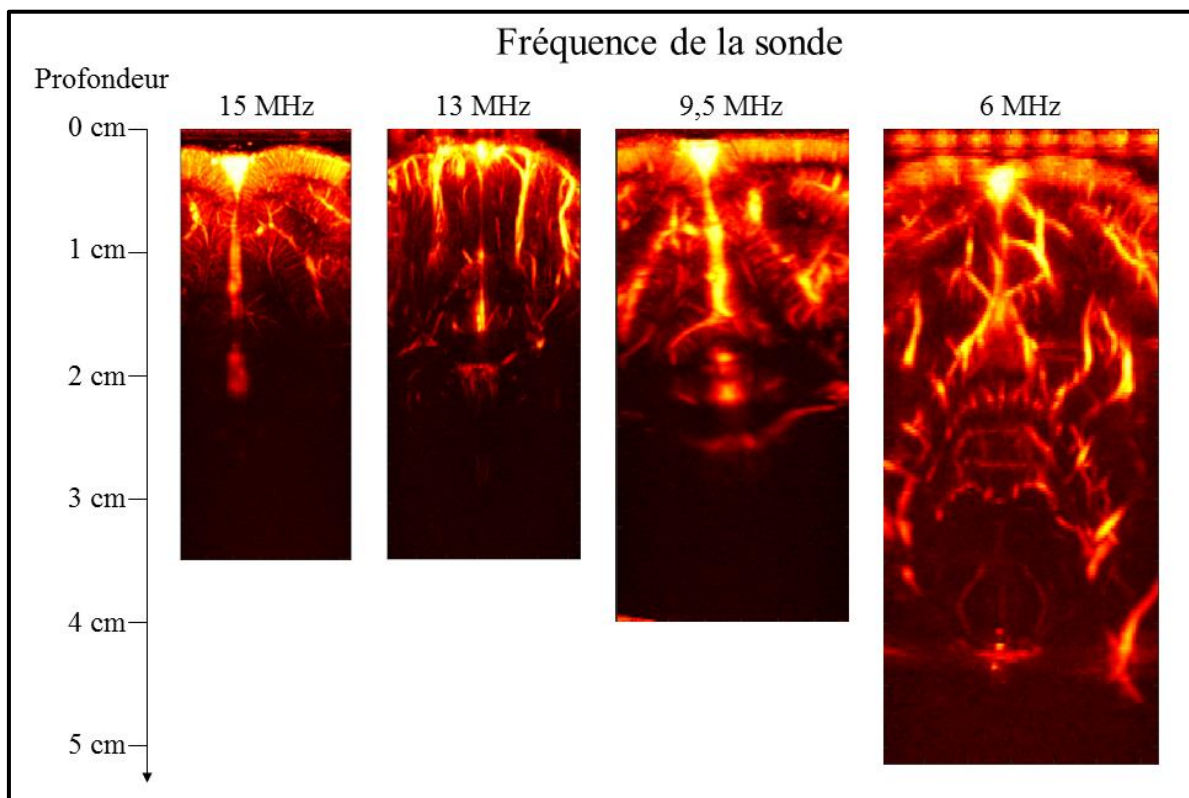 Fréquence de la sonde
Profondeur
15 MHz
13 MHz
9,5 MHz
6 MHz
0 cm
1 cm
2 cm
3 cm
4 cm
5 cm